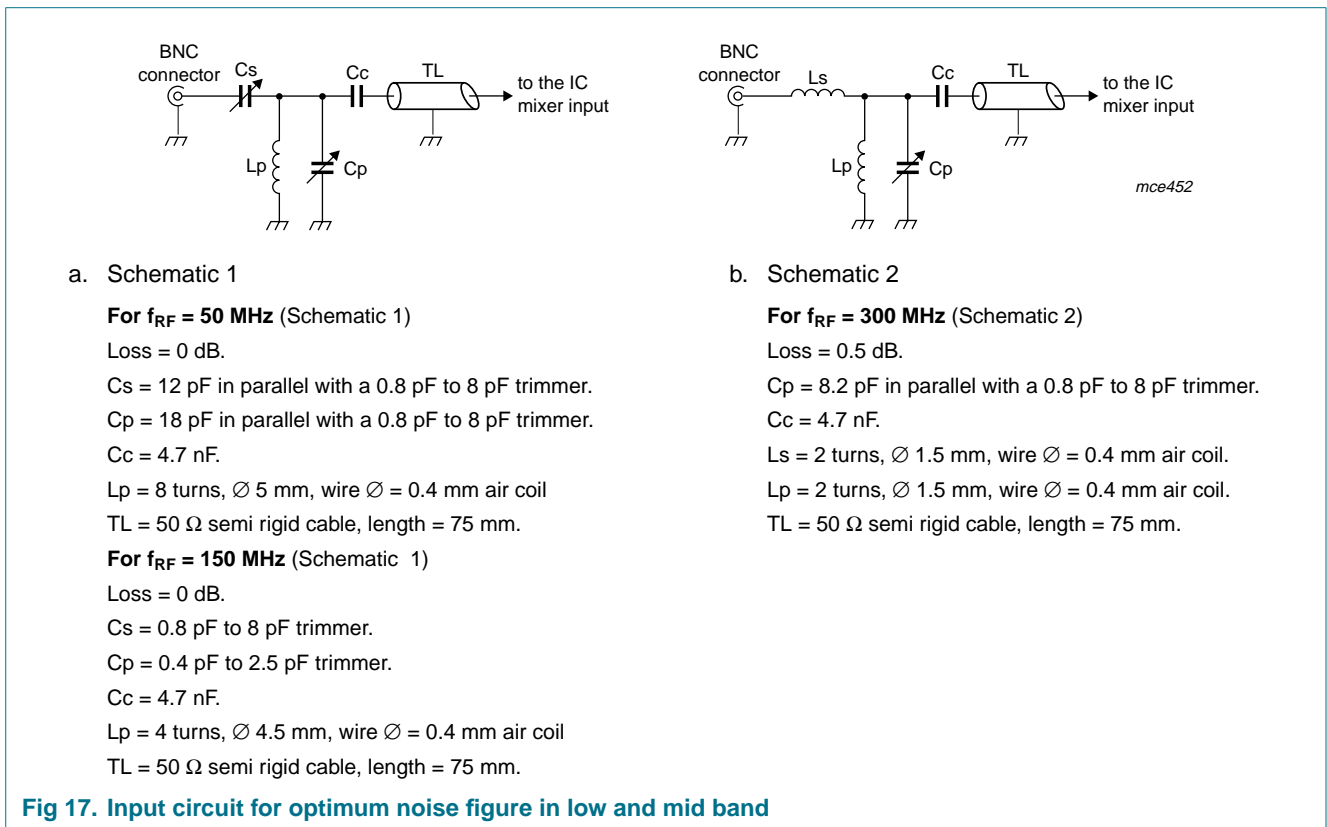 BNC
connector
Cs
Cc
TL
to the IC
mixer input
Lp
Cp
BNC
connector
Ls
Cc
TL
to the IC
mixer input
Lp
Cp
mce452
a. Schematic 1
For fRF = 50 MHz (Schematic 1)
Loss = 0 dB.
Cs = 12 pF in parallel with a 0.8 pF to 8 pF trimmer.
Cp = 18 pF in parallel with a 0.8 pF to 8 pF trimmer.
Cc = 4.7 nF.
Lp = 8 turns, ∅ 5 mm, wire ∅ = 0.4 mm air coil
TL = 50 Ω semi rigid cable, length = 75 mm.
For fRF = 150 MHz (Schematic 1)
Loss = 0 dB.
Cs = 0.8 pF to 8 pF trimmer.
Cp = 0.4 pF to 2.5 pF trimmer.
Cc = 4.7 nF.
Lp = 4 turns, ∅ 4.5 mm, wire ∅ = 0.4 mm air coil
TL = 50 Ω semi rigid cable, length = 75 mm.
b. Schematic 2
For fRF = 300 MHz (Schematic 2)
Loss = 0.5 dB.
Cp = 8.2 pF in parallel with a 0.8 pF to 8 pF trimmer.
Cc = 4.7 nF.
Ls = 2 turns, ∅ 1.5 mm, wire ∅ = 0.4 mm air coil.
Lp = 2 turns, ∅ 1.5 mm, wire ∅ = 0.4 mm air coil.
TL = 50 Ω semi rigid cable, length = 75 mm.
Fig 17. Input circuit for optimum noise figure in low and mid band